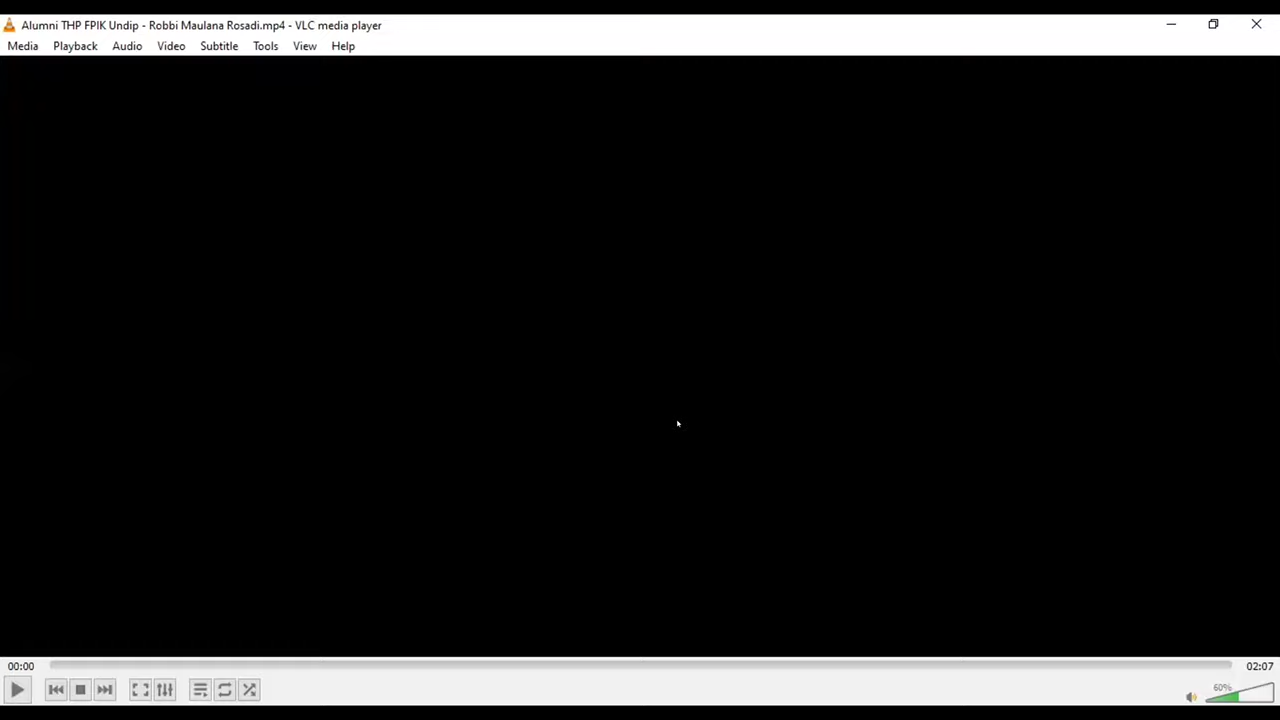 Alumni THP FPIK Undip - Robbi Maulana Rosadi.mp4 - VLC media player
Media Playback Audio Video Subtitle Tools View Help
00:00 02:07
60%